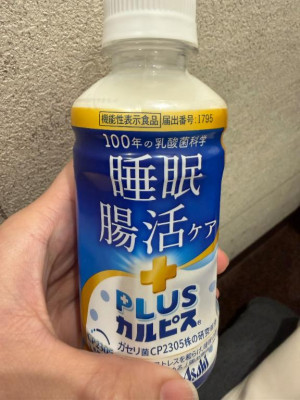 機能性表示食品 届出番号:1795
100年の乳酸菌科学
睡眠
腸活ケア
PLUS
カルピス®
ガセリ菌CP2305株の研究
Asahi